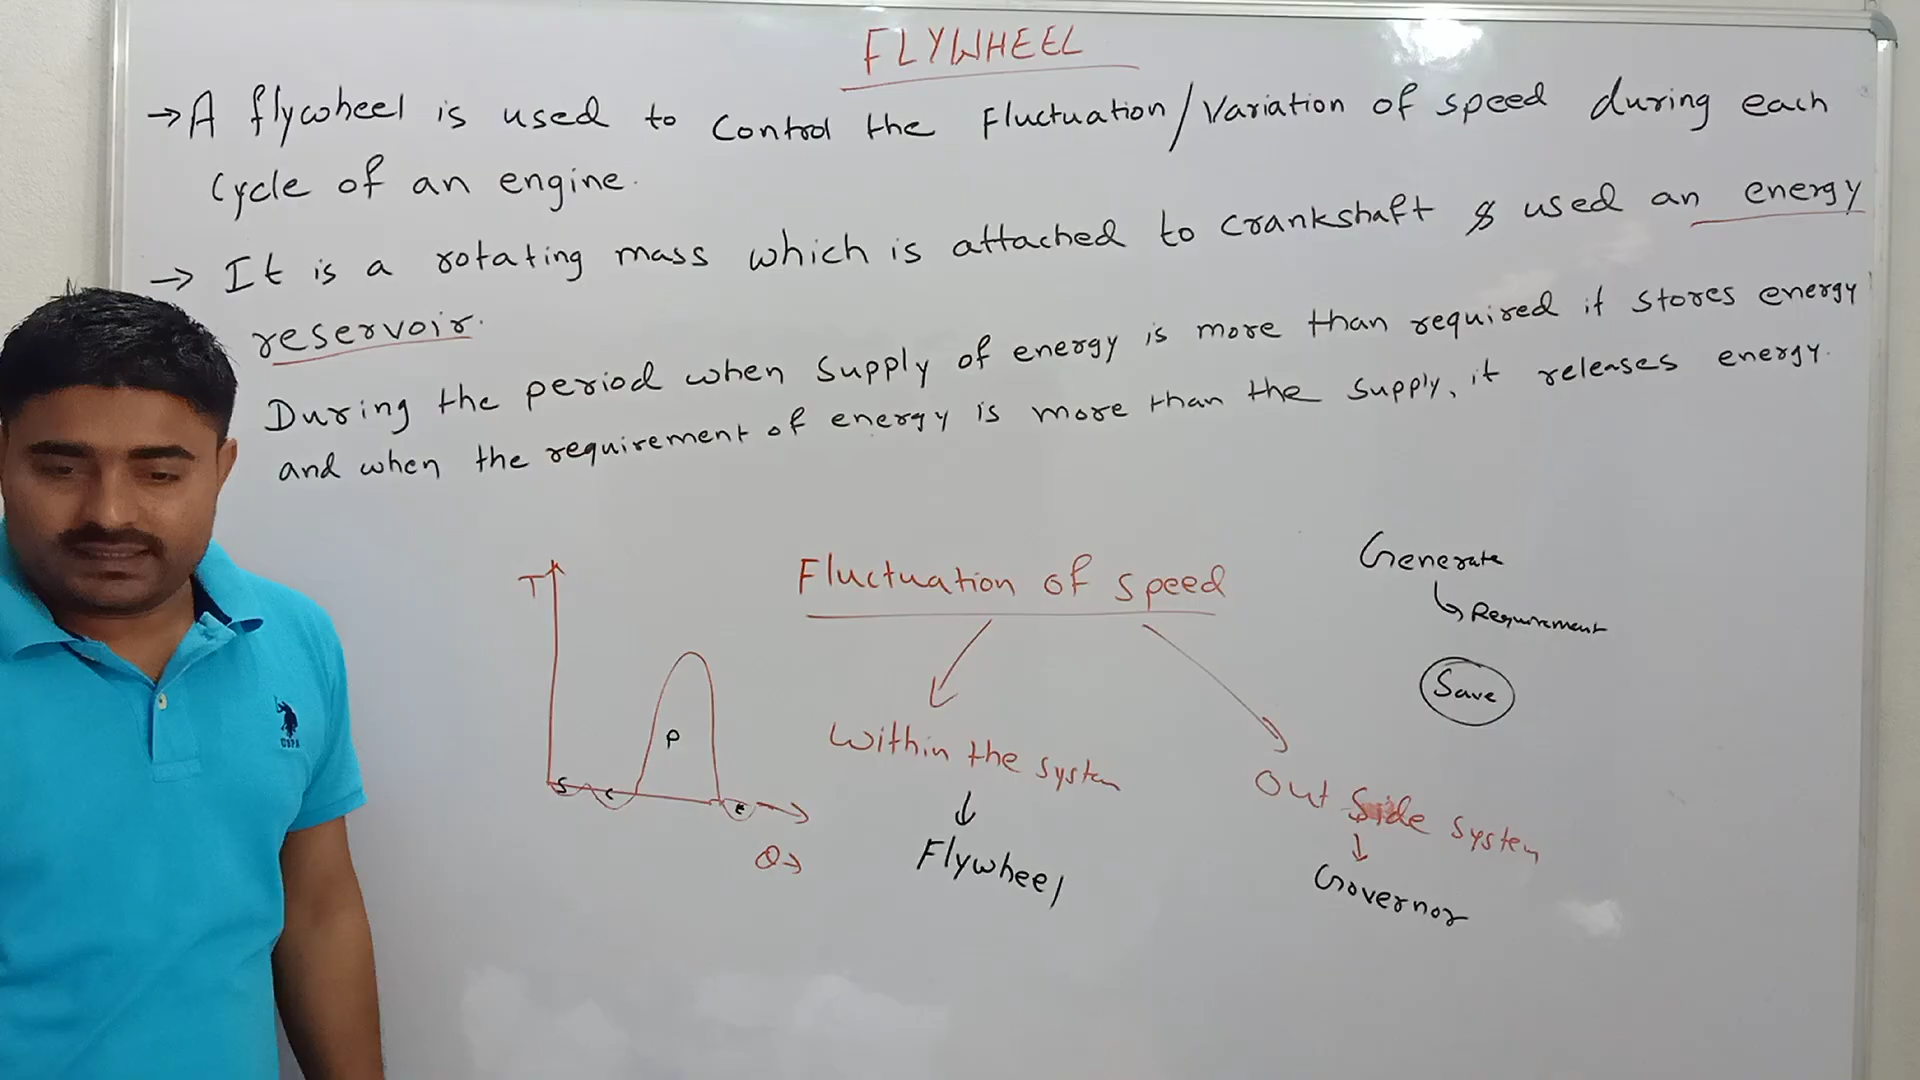 FLYWHEEL
→ A flywheel is used to control the Fluctuation/Variation of speed during each
cycle of an engine.
→ It is a rotating mass which is attached to crankshaft & used an energy
reservoir.
During the period when supply of energy is more than required it stores energy
and when the requirement of energy is more than the supply, it releases energy.
Fluctuation of speed
Within the system
↓
Flywheel
Out Side System
↓
Governor
Generate
↳ Requirement
Save
T
S C P E
θ→